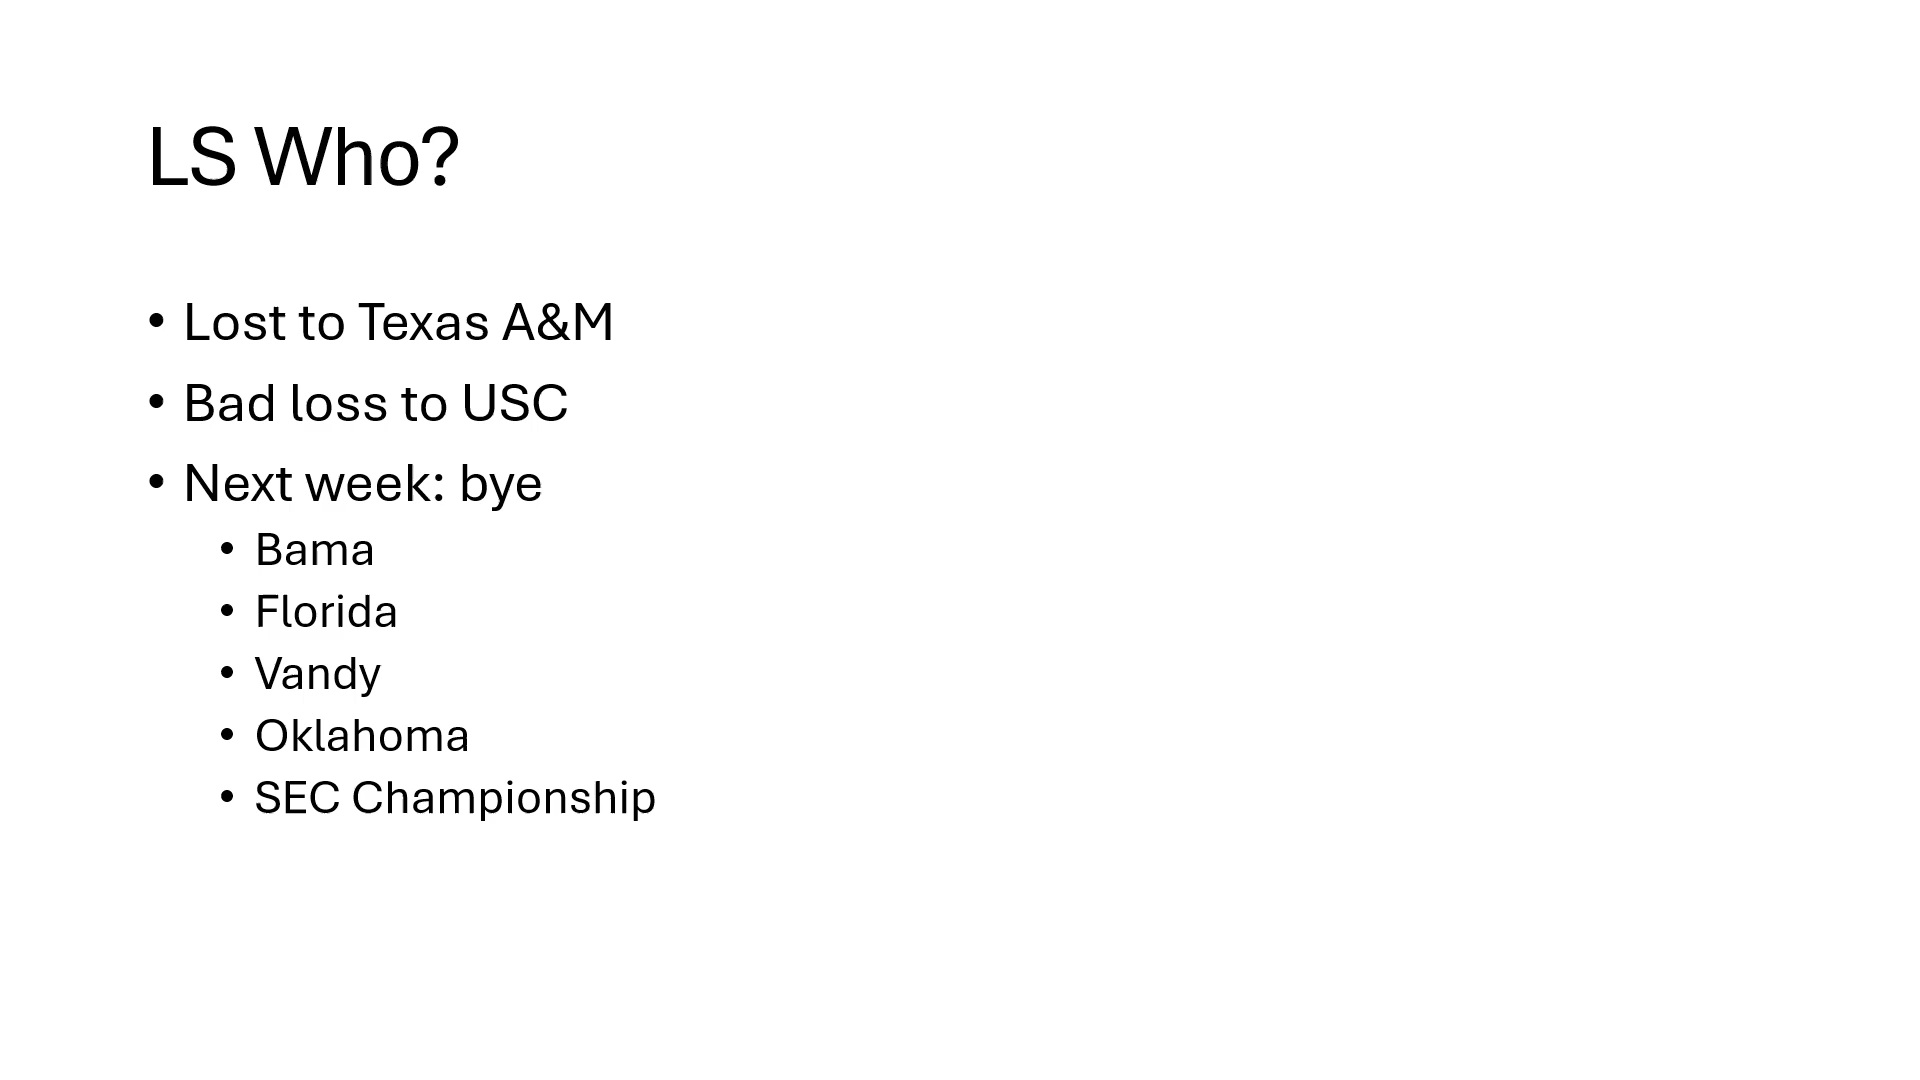 LS Who?
• Lost to Texas A&M
• Bad loss to USC
• Next week: bye
• Bama
• Florida
• Vandy
• Oklahoma
• SEC Championship